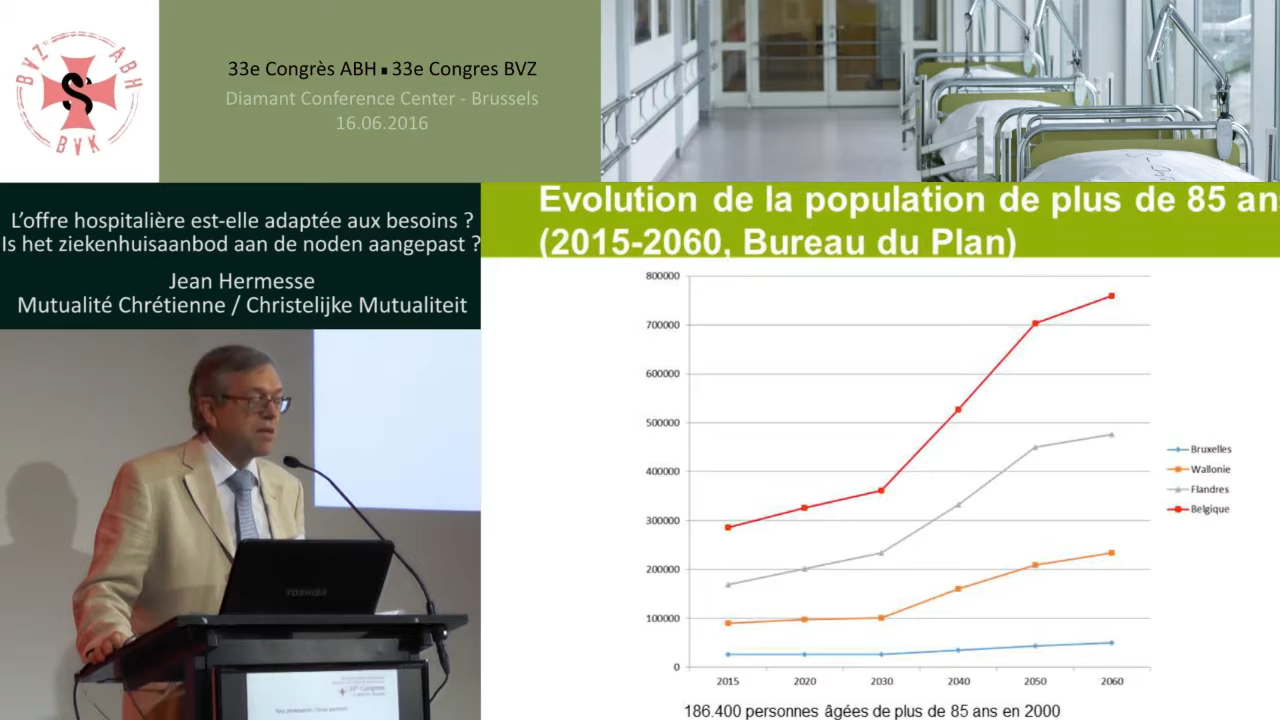 BVZ ABH
BVK
33e Congrès ABH ▪ 33e Congres BVZ
Diamant Conference Center - Brussels
16.06.2016
L'offre hospitalière est-elle adaptée aux besoins ?
Is het ziekenhuisaanbod aan de noden aangepast ?
Jean Hermesse
Mutualité Chrétienne / Christelijke Mutualiteit
TOSHIBA
Evolution de la population de plus de 85 an
(2015-2060, Bureau du Plan)
800000
700000
600000
500000
400000
300000
200000
100000
0
2015 2020 2030 2040 2050 2060
Bruxelles
Wallonie
Flandres
Belgique
186.400 personnes âgées de plus de 85 ans en 2000